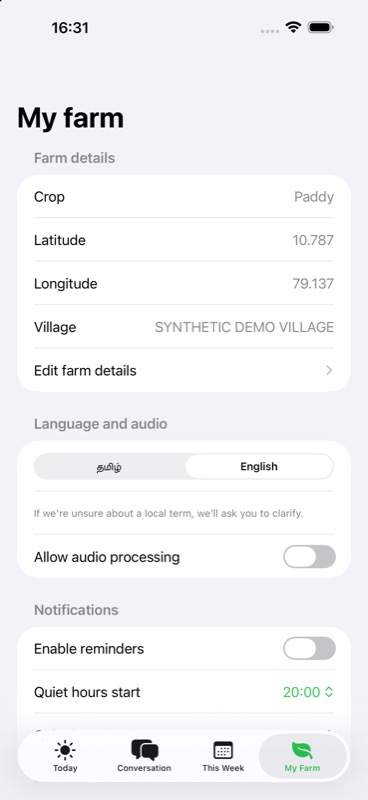 16:31
My farm
Farm details
Crop Paddy
Latitude 10.787
Longitude 79.137
Village SYNTHETIC DEMO VILLAGE
Edit farm details
Language and audio
தமிழ் English
If we're unsure about a local term, we'll ask you to clarify.
Allow audio processing
Notifications
Enable reminders
Quiet hours start 20:00
Today Conversation This Week My Farm